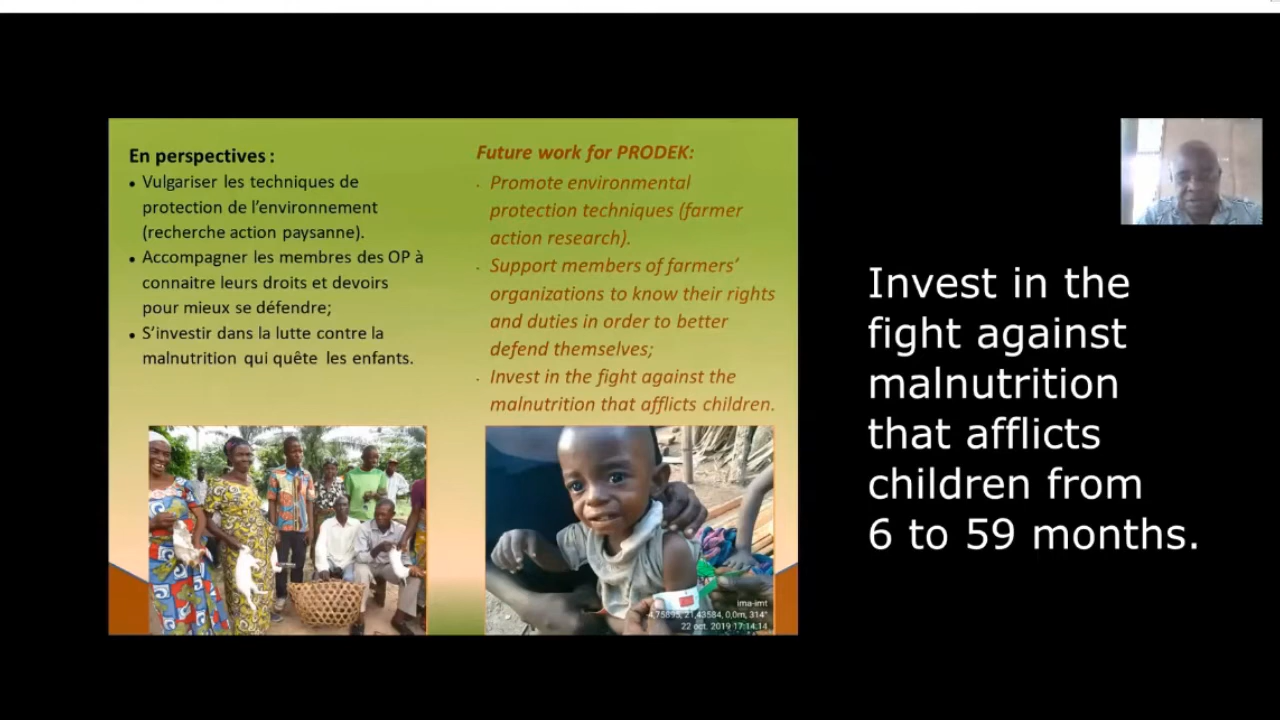 En perspectives :
• Vulgariser les techniques de
protection de l’environnement
(recherche action paysanne).
• Accompagner les membres des OP à
connaitre leurs droits et devoirs
pour mieux se défendre;
• S’investir dans la lutte contre la
malnutrition qui quête les enfants.
Future work for PRODEK:
· Promote environmental
protection techniques (farmer
action research).
· Support members of farmers’
organizations to know their rights
and duties in order to better
defend themselves;
· Invest in the fight against the
malnutrition that afflicts children.
ima-imt
4,75895, 21,43584, 0,0m, 314°
22 oct. 2019 17:14:14
Invest in the
fight against
malnutrition
that afflicts
children from
6 to 59 months.